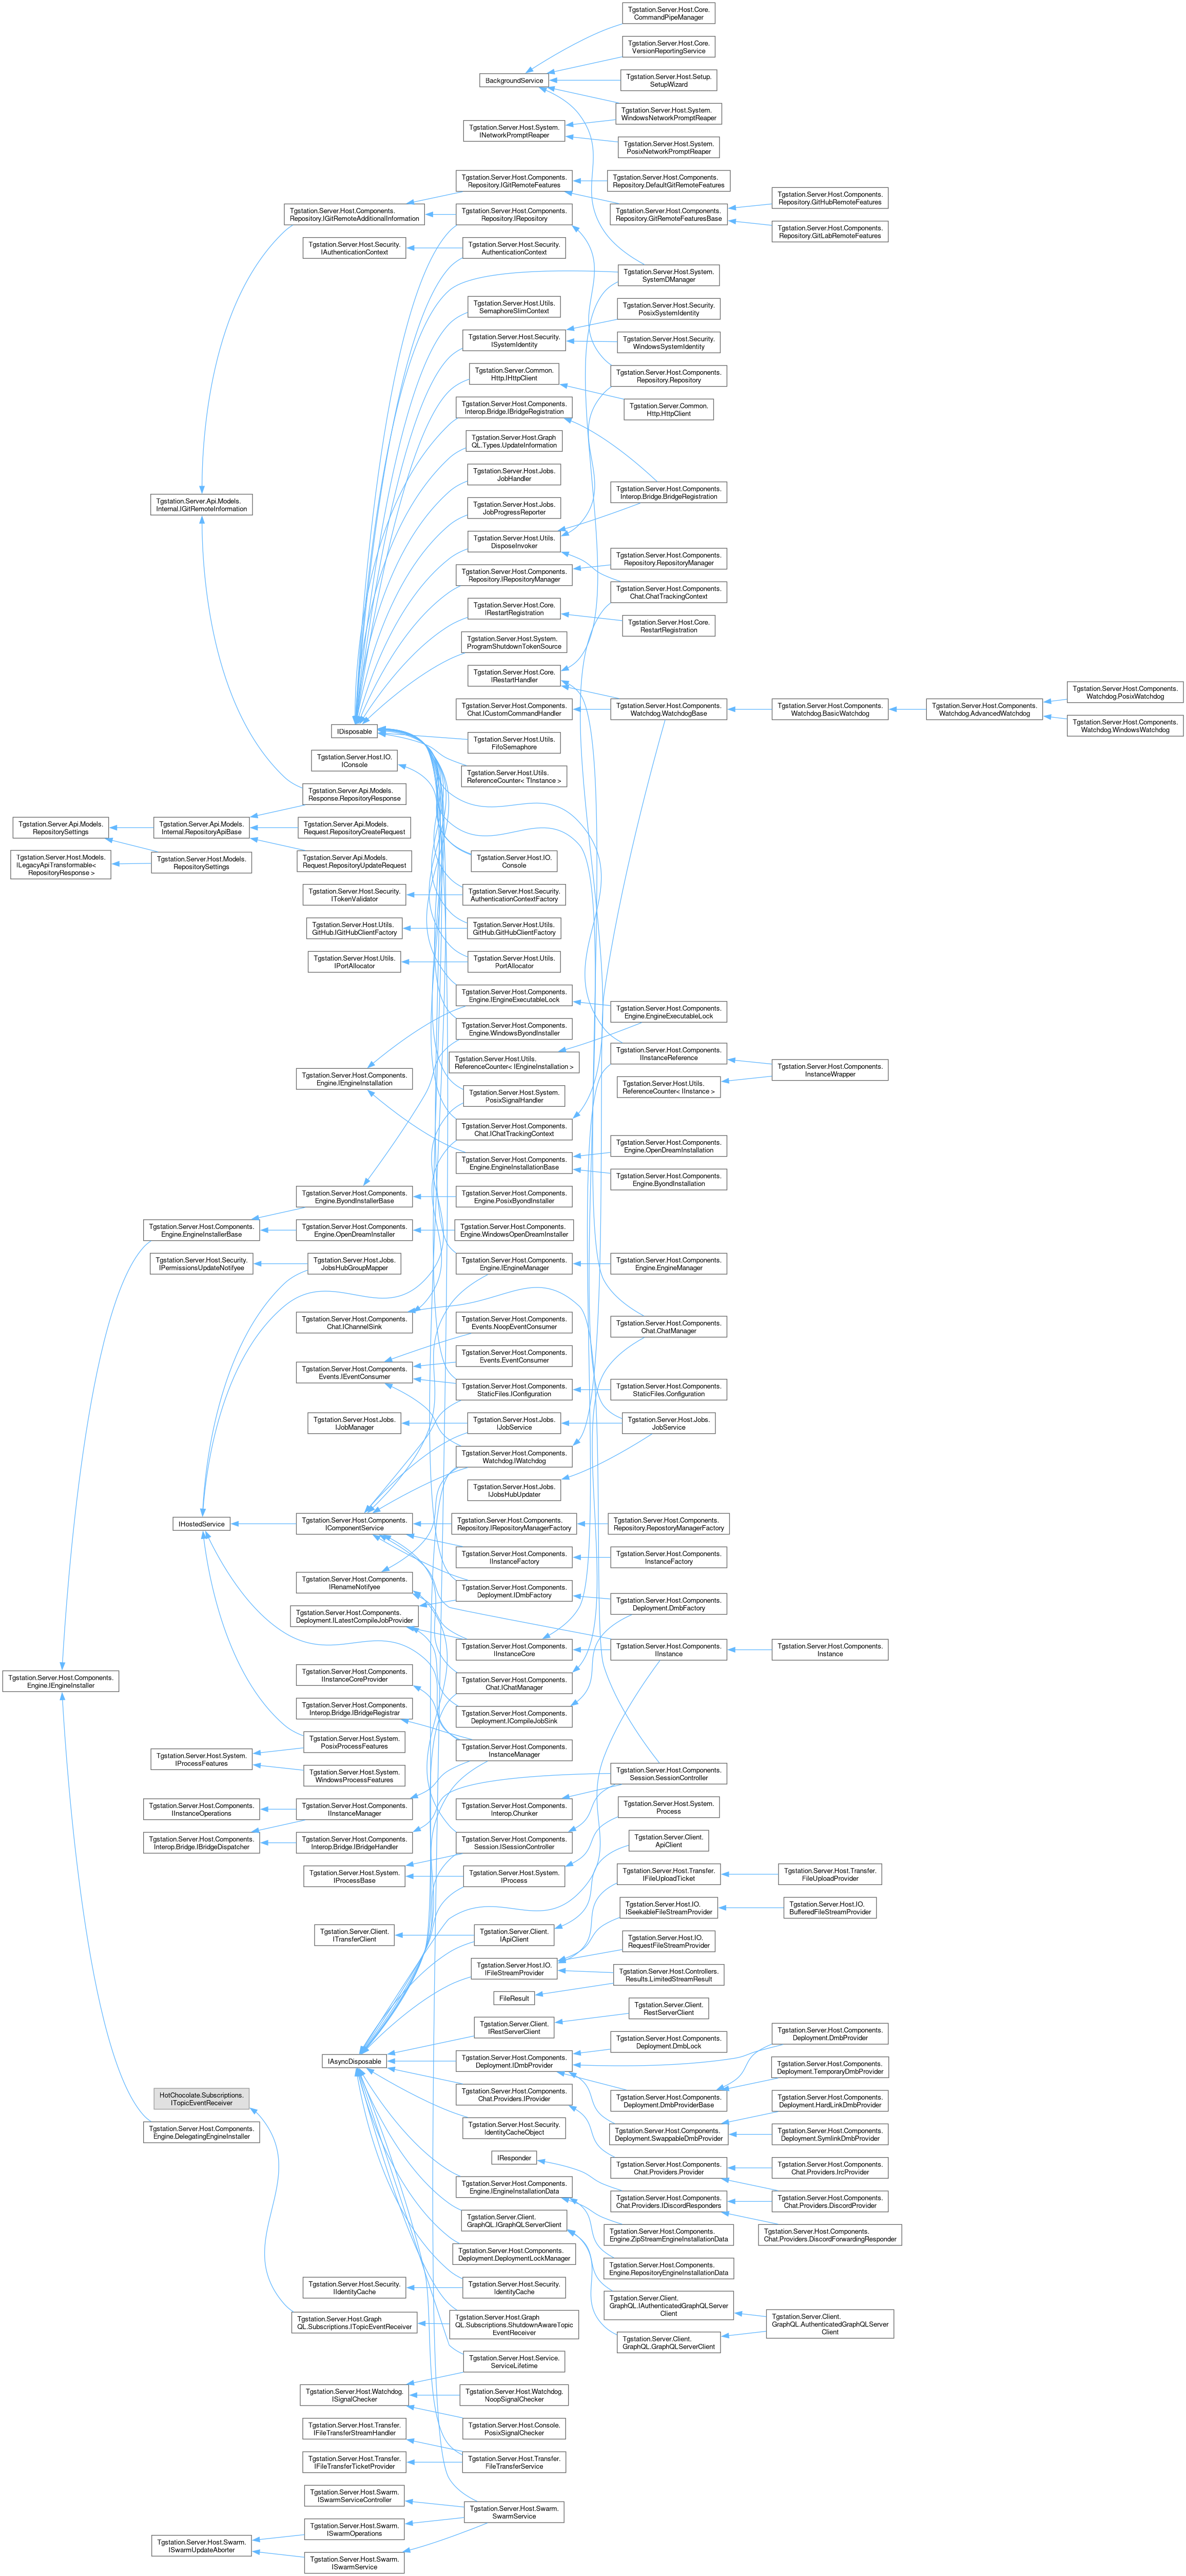 Tgstation.Server.Host.Core.
CommandPipeManager
Tgstation.Server.Host.Core.
VersionReportingService
BackgroundService
Tgstation.Server.Host.Setup.
SetupWizard
Tgstation.Server.Host.System.
WindowsNetworkPromptReaper
Tgstation.Server.Host.System.
INetworkPromptReaper
Tgstation.Server.Host.System.
PosixNetworkPromptReaper
Tgstation.Server.Host.Components.
Repository.IGitRemoteFeatures
Tgstation.Server.Host.Components.
Repository.DefaultGitRemoteFeatures
Tgstation.Server.Host.Components.
Repository.GitHubRemoteFeatures
Tgstation.Server.Host.Components.
Repository.IGitRemoteAdditionalInformation
Tgstation.Server.Host.Components.
Repository.IRepository
Tgstation.Server.Host.Components.
Repository.GitRemoteFeaturesBase
Tgstation.Server.Host.Components.
Repository.GitLabRemoteFeatures
Tgstation.Server.Host.Security.
IAuthenticationContext
Tgstation.Server.Host.Security.
AuthenticationContext
Tgstation.Server.Host.System.
SystemDManager
Tgstation.Server.Host.Utils.
SemaphoreSlimContext
Tgstation.Server.Host.Security.
PosixSystemIdentity
Tgstation.Server.Host.Security.
ISystemIdentity
Tgstation.Server.Host.Security.
WindowsSystemIdentity
Tgstation.Server.Common.
Http.IHttpClient
Tgstation.Server.Host.Components.
Repository.Repository
Tgstation.Server.Host.Components.
Interop.Bridge.IBridgeRegistration
Tgstation.Server.Common.
Http.HttpClient
Tgstation.Server.Host.Graph
QL.Types.UpdateInformation
Tgstation.Server.Host.Jobs.
JobHandler
Tgstation.Server.Host.Components.
Interop.Bridge.BridgeRegistration
Tgstation.Server.Api.Models.
Internal.IGitRemoteInformation
Tgstation.Server.Host.Jobs.
JobProgressReporter
Tgstation.Server.Host.Utils.
DisposeInvoker
Tgstation.Server.Host.Components.
Repository.RepositoryManager
Tgstation.Server.Host.Components.
Repository.IRepositoryManager
Tgstation.Server.Host.Components.
Chat.ChatTrackingContext
Tgstation.Server.Host.Core.
IRestartRegistration
Tgstation.Server.Host.Core.
RestartRegistration
Tgstation.Server.Host.System.
ProgramShutdownTokenSource
Tgstation.Server.Host.Core.
IRestartHandler
Tgstation.Server.Host.Components.
Watchdog.PosixWatchdog
Tgstation.Server.Host.Components.
Chat.ICustomCommandHandler
Tgstation.Server.Host.Components.
Watchdog.WatchdogBase
Tgstation.Server.Host.Components.
Watchdog.BasicWatchdog
Tgstation.Server.Host.Components.
Watchdog.AdvancedWatchdog
Tgstation.Server.Host.Components.
Watchdog.WindowsWatchdog
IDisposable
Tgstation.Server.Host.Utils.
FifoSemaphore
Tgstation.Server.Host.IO.
IConsole
Tgstation.Server.Host.Utils.
ReferenceCounter< TInstance >
Tgstation.Server.Api.Models.
Response.RepositoryResponse
Tgstation.Server.Api.Models.
RepositorySettings
Tgstation.Server.Api.Models.
Internal.RepositoryApiBase
Tgstation.Server.Api.Models.
Request.RepositoryCreateRequest
Tgstation.Server.Host.Models.
ILegacyApiTransformable<
RepositoryResponse >
Tgstation.Server.Host.Models.
RepositorySettings
Tgstation.Server.Api.Models.
Request.RepositoryUpdateRequest
Tgstation.Server.Host.IO.
Console
Tgstation.Server.Host.Security.
ITokenValidator
Tgstation.Server.Host.Security.
AuthenticationContextFactory
Tgstation.Server.Host.Utils.
GitHub.IGitHubClientFactory
Tgstation.Server.Host.Utils.
GitHub.GitHubClientFactory
Tgstation.Server.Host.Utils.
IPortAllocator
Tgstation.Server.Host.Utils.
PortAllocator
Tgstation.Server.Host.Components.
Engine.IEngineExecutableLock
Tgstation.Server.Host.Components.
Engine.EngineExecutableLock
Tgstation.Server.Host.Components.
Engine.WindowsByondInstaller
Tgstation.Server.Host.Utils.
ReferenceCounter< IEngineInstallation >
Tgstation.Server.Host.Components.
IInstanceReference
Tgstation.Server.Host.Components.
InstanceWrapper
Tgstation.Server.Host.Components.
Engine.IEngineInstallation
Tgstation.Server.Host.Utils.
ReferenceCounter< IInstance >
Tgstation.Server.Host.System.
PosixSignalHandler
Tgstation.Server.Host.Components.
Chat.IChatTrackingContext
Tgstation.Server.Host.Components.
Engine.OpenDreamInstallation
Tgstation.Server.Host.Components.
Engine.EngineInstallationBase
Tgstation.Server.Host.Components.
Engine.ByondInstallation
Tgstation.Server.Host.Components.
Engine.ByondInstallerBase
Tgstation.Server.Host.Components.
Engine.PosixByondInstaller
Tgstation.Server.Host.Components.
Engine.EngineInstallerBase
Tgstation.Server.Host.Components.
Engine.OpenDreamInstaller
Tgstation.Server.Host.Components.
Engine.WindowsOpenDreamInstaller
Tgstation.Server.Host.Security.
IPermissionsUpdateNotifyee
Tgstation.Server.Host.Jobs.
JobsHubGroupMapper
Tgstation.Server.Host.Components.
Engine.IEngineManager
Tgstation.Server.Host.Components.
Engine.EngineManager
Tgstation.Server.Host.Components.
Chat.IChannelSink
Tgstation.Server.Host.Components.
Events.NoopEventConsumer
Tgstation.Server.Host.Components.
Chat.ChatManager
Tgstation.Server.Host.Components.
Events.IEventConsumer
Tgstation.Server.Host.Components.
Events.EventConsumer
Tgstation.Server.Host.Components.
StaticFiles.IConfiguration
Tgstation.Server.Host.Components.
StaticFiles.Configuration
Tgstation.Server.Host.Jobs.
IJobManager
Tgstation.Server.Host.Jobs.
IJobService
Tgstation.Server.Host.Jobs.
JobService
Tgstation.Server.Host.Components.
Watchdog.IWatchdog
Tgstation.Server.Host.Jobs.
IJobsHubUpdater
IHostedService
Tgstation.Server.Host.Components.
IComponentService
Tgstation.Server.Host.Components.
Repository.IRepositoryManagerFactory
Tgstation.Server.Host.Components.
Repository.RepostoryManagerFactory
Tgstation.Server.Host.Components.
IInstanceFactory
Tgstation.Server.Host.Components.
InstanceFactory
Tgstation.Server.Host.Components.
IRenameNotifyee
Tgstation.Server.Host.Components.
Deployment.IDmbFactory
Tgstation.Server.Host.Components.
Deployment.DmbFactory
Tgstation.Server.Host.Components.
Deployment.ILatestCompileJobProvider
Tgstation.Server.Host.Components.
IInstanceCore
Tgstation.Server.Host.Components.
IInstance
Tgstation.Server.Host.Components.
Instance
Tgstation.Server.Host.Components.
Engine.IEngineInstaller
Tgstation.Server.Host.Components.
IInstanceCoreProvider
Tgstation.Server.Host.Components.
Chat.IChatManager
Tgstation.Server.Host.Components.
Interop.Bridge.IBridgeRegistrar
Tgstation.Server.Host.Components.
Deployment.ICompileJobSink
Tgstation.Server.Host.System.
PosixProcessFeatures
Tgstation.Server.Host.Components.
InstanceManager
Tgstation.Server.Host.System.
IProcessFeatures
Tgstation.Server.Host.System.
WindowsProcessFeatures
Tgstation.Server.Host.Components.
Session.SessionController
Tgstation.Server.Host.Components.
IInstanceOperations
Tgstation.Server.Host.Components.
IInstanceManager
Tgstation.Server.Host.Components.
Interop.Chunker
Tgstation.Server.Host.System.
Process
Tgstation.Server.Host.Components.
Interop.Bridge.IBridgeDispatcher
Tgstation.Server.Host.Components.
Interop.Bridge.IBridgeHandler
Tgstation.Server.Host.Components.
Session.ISessionController
Tgstation.Server.Client.
ApiClient
Tgstation.Server.Host.System.
IProcessBase
Tgstation.Server.Host.System.
IProcess
Tgstation.Server.Host.Transfer.
IFileUploadTicket
Tgstation.Server.Host.Transfer.
FileUploadProvider
Tgstation.Server.Host.IO.
ISeekableFileStreamProvider
Tgstation.Server.Host.IO.
BufferedFileStreamProvider
Tgstation.Server.Client.
ITransferClient
Tgstation.Server.Client.
IApiClient
Tgstation.Server.Host.IO.
RequestFileStreamProvider
Tgstation.Server.Host.IO.
IFileStreamProvider
Tgstation.Server.Host.Controllers.
Results.LimitedStreamResult
FileResult
Tgstation.Server.Client.
RestServerClient
Tgstation.Server.Client.
IRestServerClient
Tgstation.Server.Host.Components.
Deployment.DmbLock
Tgstation.Server.Host.Components.
Deployment.DmbProvider
IAsyncDisposable
Tgstation.Server.Host.Components.
Deployment.IDmbProvider
Tgstation.Server.Host.Components.
Deployment.TemporaryDmbProvider
HotChocolate.Subscriptions.
ITopicEventReceiver
Tgstation.Server.Host.Components.
Chat.Providers.IProvider
Tgstation.Server.Host.Components.
Deployment.DmbProviderBase
Tgstation.Server.Host.Components.
Deployment.HardLinkDmbProvider
Tgstation.Server.Host.Components.
Engine.DelegatingEngineInstaller
Tgstation.Server.Host.Security.
IdentityCacheObject
Tgstation.Server.Host.Components.
Deployment.SwappableDmbProvider
Tgstation.Server.Host.Components.
Deployment.SymlinkDmbProvider
IResponder
Tgstation.Server.Host.Components.
Chat.Providers.Provider
Tgstation.Server.Host.Components.
Chat.Providers.IrcProvider
Tgstation.Server.Host.Components.
Engine.IEngineInstallationData
Tgstation.Server.Host.Components.
Chat.Providers.IDiscordResponders
Tgstation.Server.Host.Components.
Chat.Providers.DiscordProvider
Tgstation.Server.Client.
GraphQL.IGraphQLServerClient
Tgstation.Server.Host.Components.
Engine.ZipStreamEngineInstallationData
Tgstation.Server.Host.Components.
Chat.Providers.DiscordForwardingResponder
Tgstation.Server.Host.Components.
Deployment.DeploymentLockManager
Tgstation.Server.Host.Components.
Engine.RepositoryEngineInstallationData
Tgstation.Server.Host.Security.
IIdentityCache
Tgstation.Server.Host.Security.
IdentityCache
Tgstation.Server.Client.
GraphQL.IAuthenticatedGraphQLServer
Client
Tgstation.Server.Host.Graph
QL.Subscriptions.ITopicEventReceiver
Tgstation.Server.Host.Graph
QL.Subscriptions.ShutdownAwareTopic
EventReceiver
Tgstation.Server.Client.
GraphQL.AuthenticatedGraphQLServer
Client
Tgstation.Server.Client.
GraphQL.GraphQLServerClient
Tgstation.Server.Host.Service.
ServiceLifetime
Tgstation.Server.Host.Watchdog.
ISignalChecker
Tgstation.Server.Host.Watchdog.
NoopSignalChecker
Tgstation.Server.Host.Console.
PosixSignalChecker
Tgstation.Server.Host.Transfer.
IFileTransferStreamHandler
Tgstation.Server.Host.Transfer.
IFileTransferTicketProvider
Tgstation.Server.Host.Transfer.
FileTransferService
Tgstation.Server.Host.Swarm.
ISwarmServiceController
Tgstation.Server.Host.Swarm.
SwarmService
Tgstation.Server.Host.Swarm.
ISwarmOperations
Tgstation.Server.Host.Swarm.
ISwarmUpdateAborter
Tgstation.Server.Host.Swarm.
ISwarmService